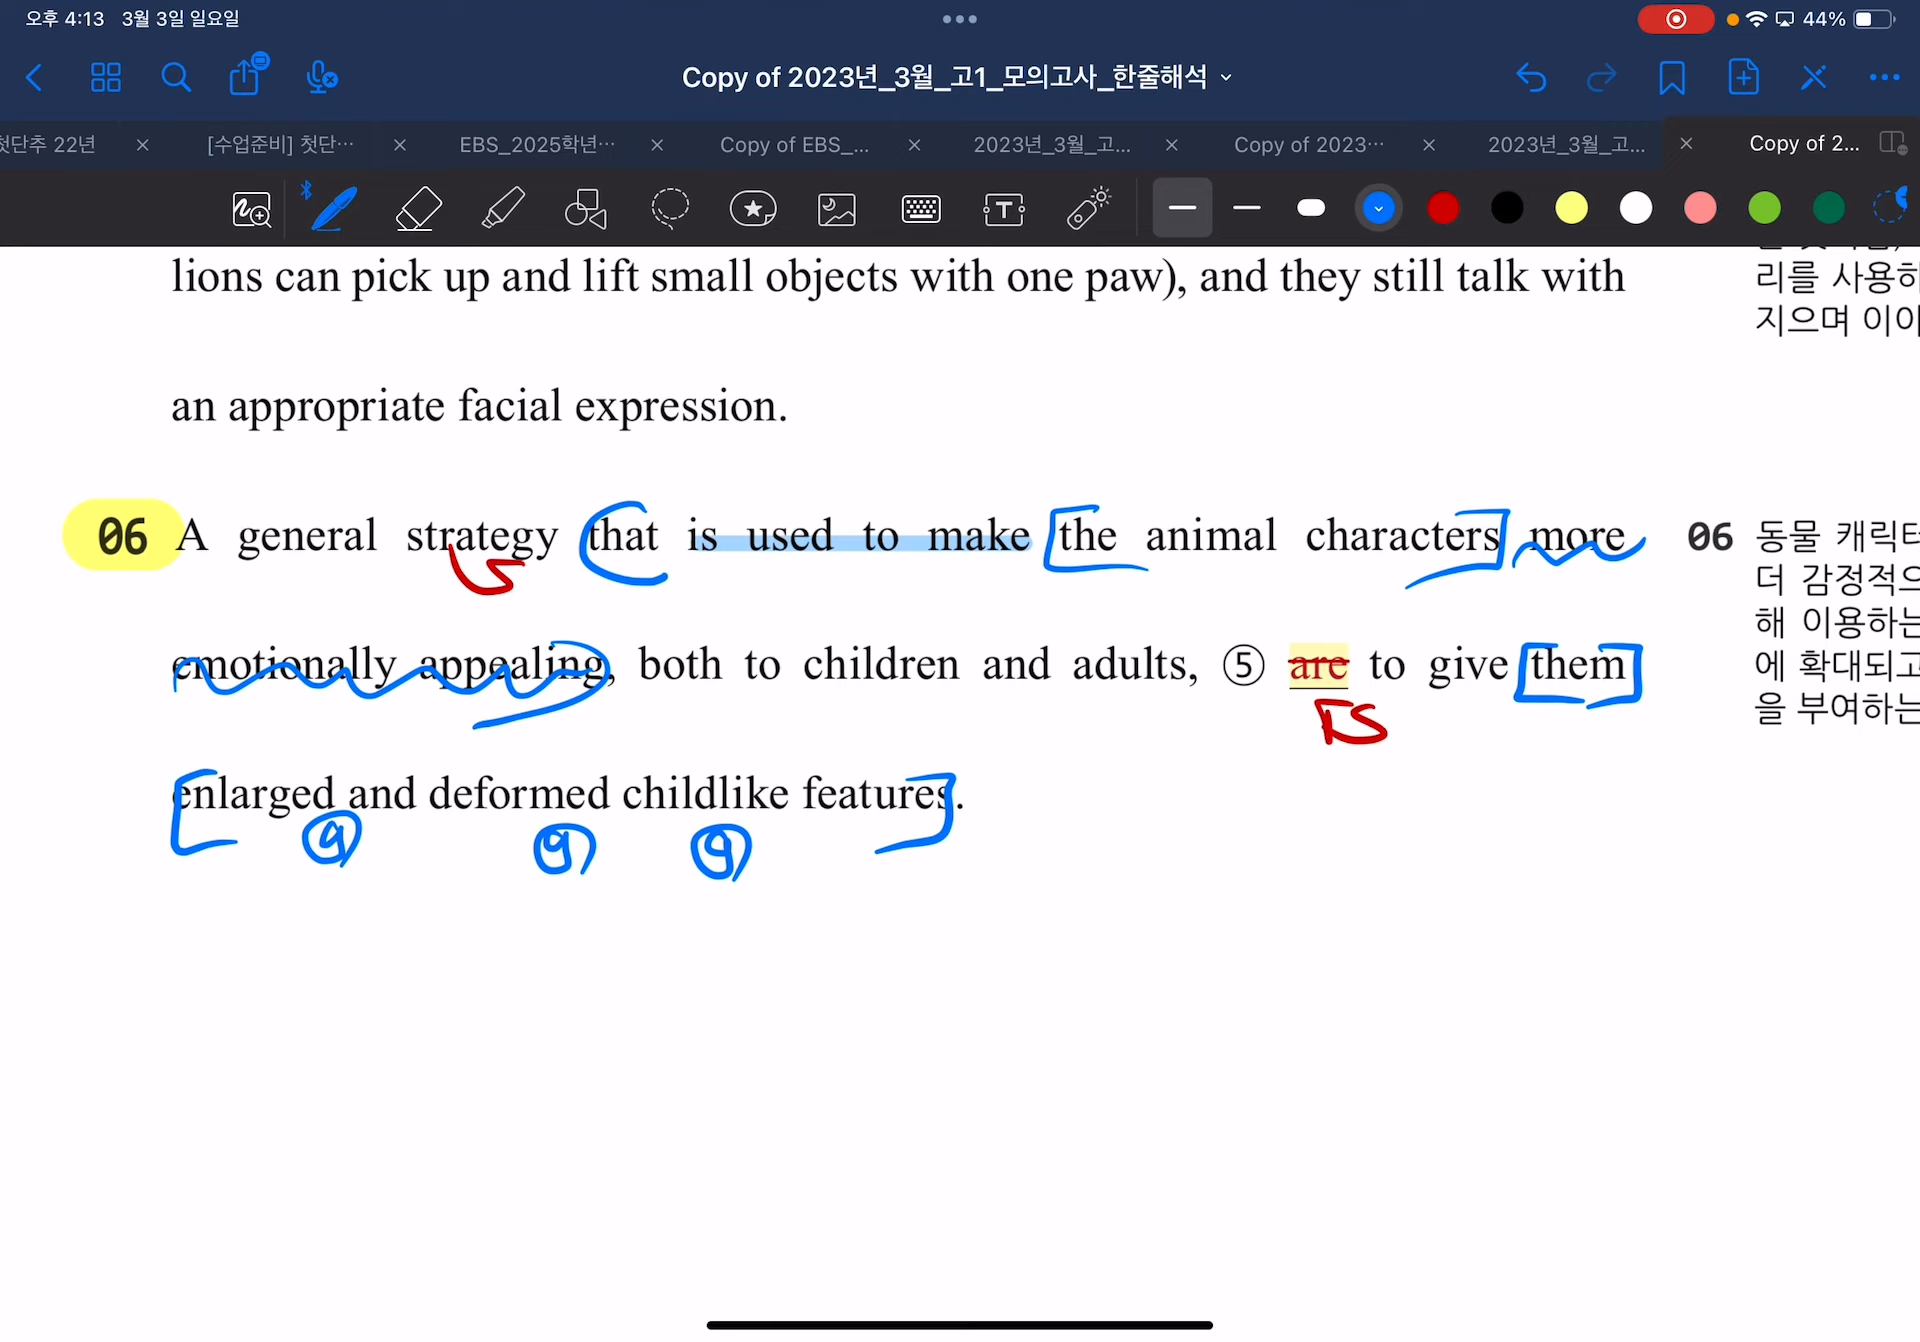 오후 4:13 3월 3일 일요일
44%
Copy of 2023년_3월_고1_모의고사_한줄해석
첫단추 22년
[수업준비] 첫단…
EBS_2025학년…
Copy of EBS_...
2023년_3월_고...
Copy of 2023…
2023년_3월_고...
Copy of 2...
lions can pick up and lift small objects with one paw), and they still talk with
리를 사용하
지으며 이
an appropriate facial expression.
06 A general strategy that is used to make the animal characters more
S
emotionally appealing, both to children and adults, ⑤ are to give them
is
enlarged and deformed childlike features.
06 동물 캐릭터
더 감정적으
해 이용하는
에 확대되고
을 부여하는